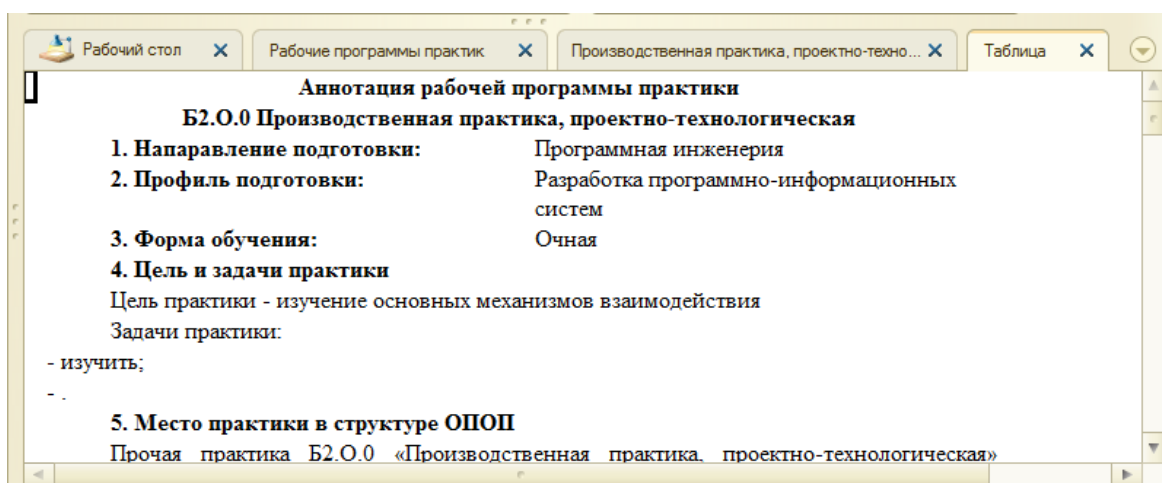 Рабочий стол
Рабочие программы практик
Производственная практика, проектно-техно...
Таблица
Аннотация рабочей программы практики
Б2.О.0 Производственная практика, проектно-технологическая
1. Напаравление подготовки: Программная инженерия
2. Профиль подготовки: Разработка программно-информационных
систем
3. Форма обучения: Очная
4. Цель и задачи практики
Цель практики - изучение основных механизмов взаимодействия
Задачи практики:
- изучить;
- .
5. Место практики в структуре ОПОП
Прочая практика Б2.О.0 «Производственная практика, проектно-технологическая»